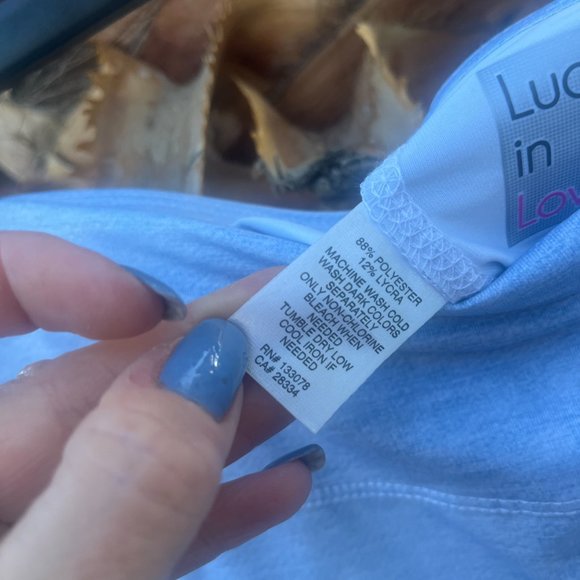 Luc
in
Lov
88% POLYESTER
12% LYCRA
MACHINE WASH COLD
WASH DARK COLORS
SEPARATELY
ONLY NON-CHLORINE
BLEACH WHEN
NEEDED
TUMBLE DRY LOW
COOL IRON IF
NEEDED
RN# 133078
CA# 28334